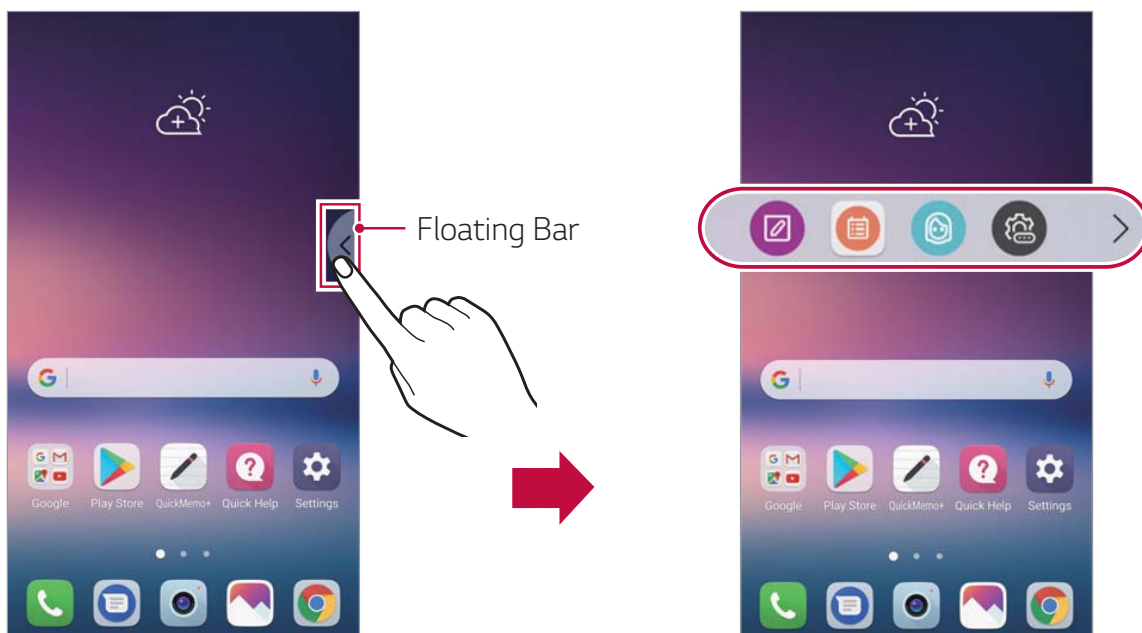 Floating Bar
G
G
G M
Google
Play Store
QuickMemo+
Quick Help
Settings
G M
Google
Play Store
QuickMemo+
Quick Help
Settings